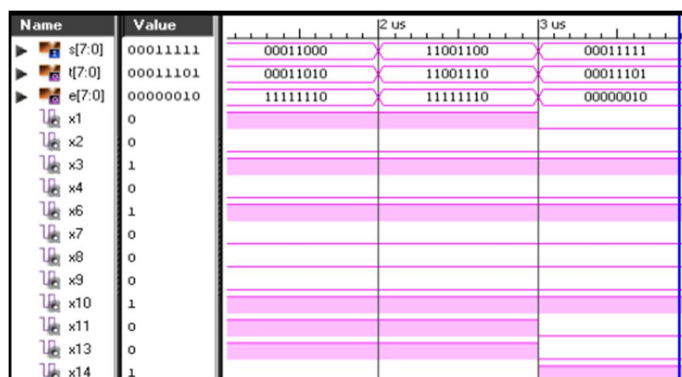 Name Value 2 us 3 us
s[7:0] 00011111 00011000 11001100 00011111
t[7:0] 00011101 00011010 11001110 00011101
e[7:0] 00000010 11111110 11111110 00000010
x1 0
x2 0
x3 1
x4 0
x6 1
x7 0
x8 0
x9 0
x10 1
x11 0
x13 0
x14 1